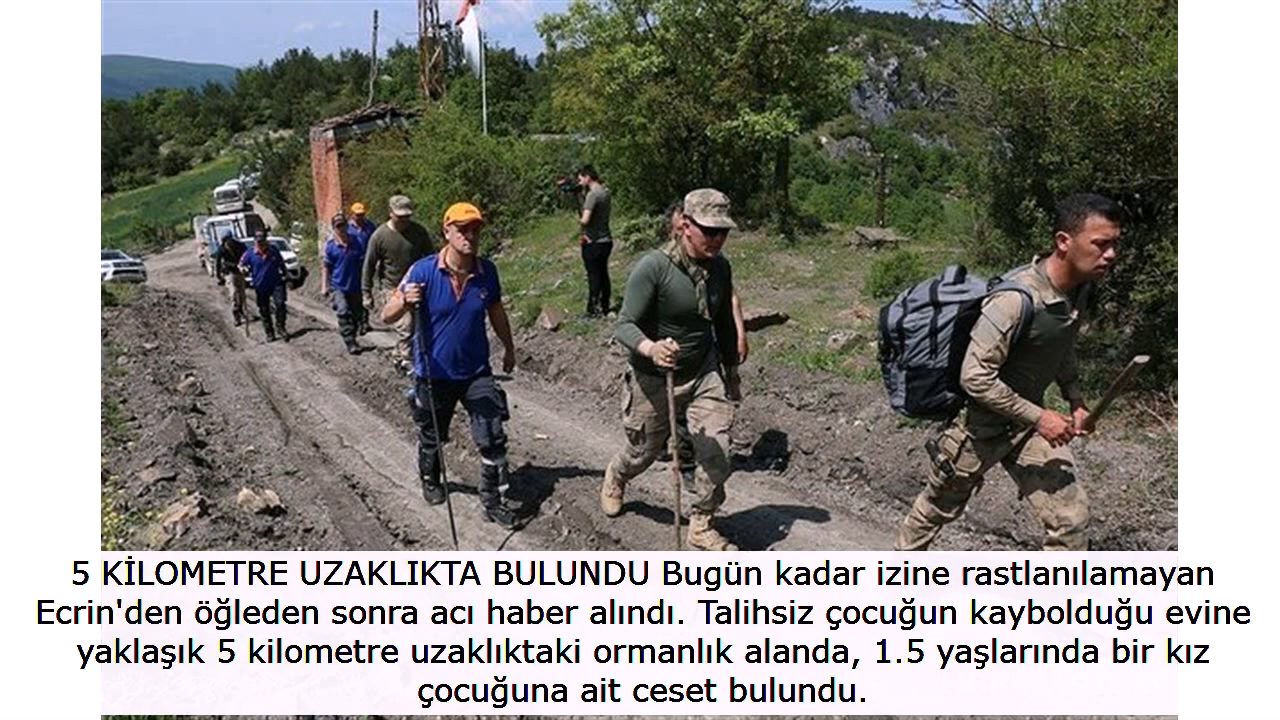 5 KİLOMETRE UZAKLIKTA BULUNDU Bugün kadar izine rastlanılamayan
Ecrin'den öğleden sonra acı haber alındı. Talihsiz çocuğun kaybolduğu evine
yaklaşık 5 kilometre uzaklıktaki ormanlık alanda, 1.5 yaşlarında bir kız
çocuğuna ait ceset bulundu.